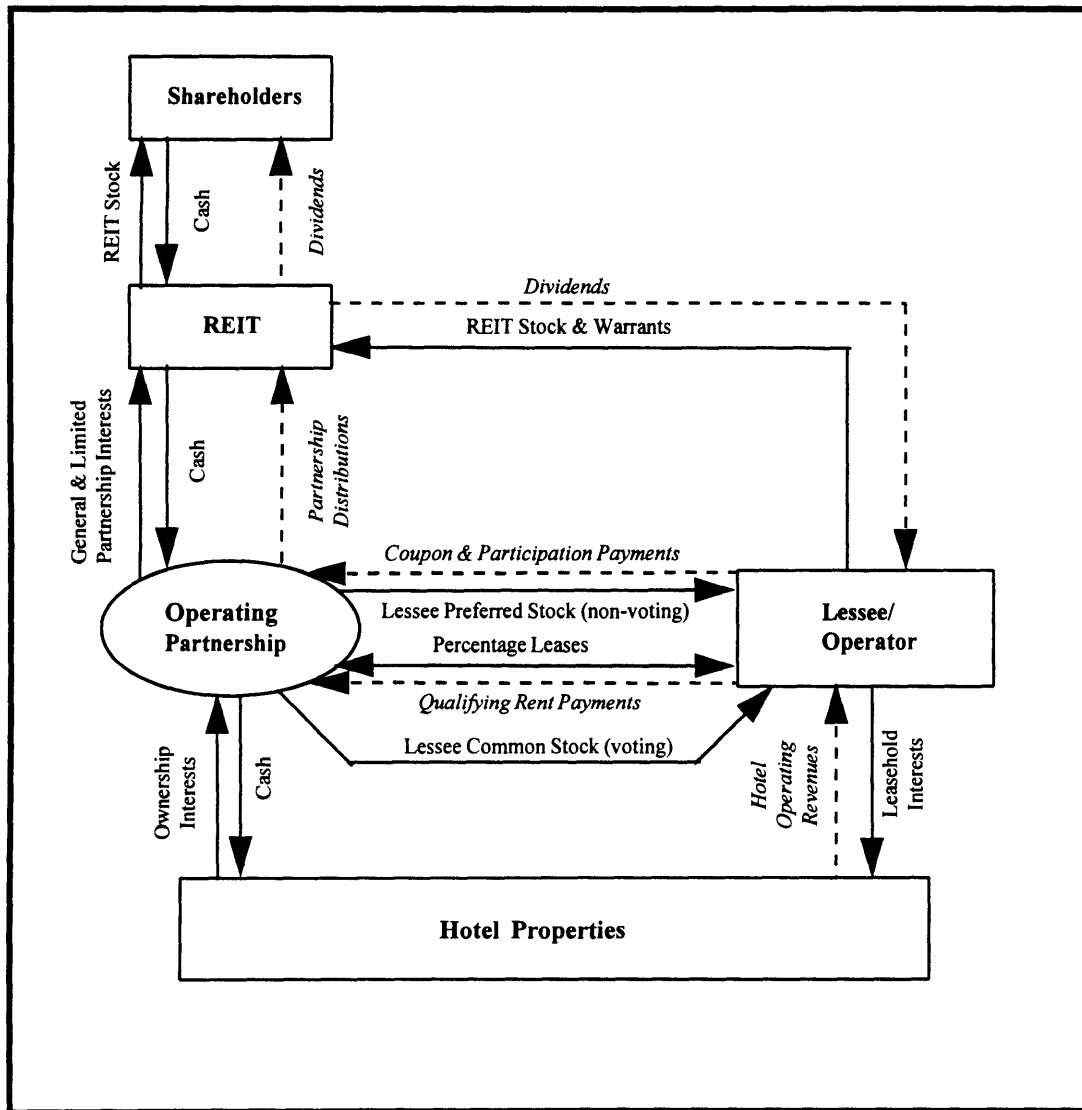 Shareholders
REIT Stock
Cash
Dividends
REIT
Dividends
REIT Stock & Warrants
General & Limited
Partnership Interests
Cash
Partnership
Distributions
Operating
Partnership
Coupon & Participation Payments
Lessee Preferred Stock (non-voting)
Percentage Leases
Qualifying Rent Payments
Lessee Common Stock (voting)
Lessee/
Operator
Ownership
Interests
Cash
Hotel
Operating
Revenues
Leasehold
Interests
Hotel Properties